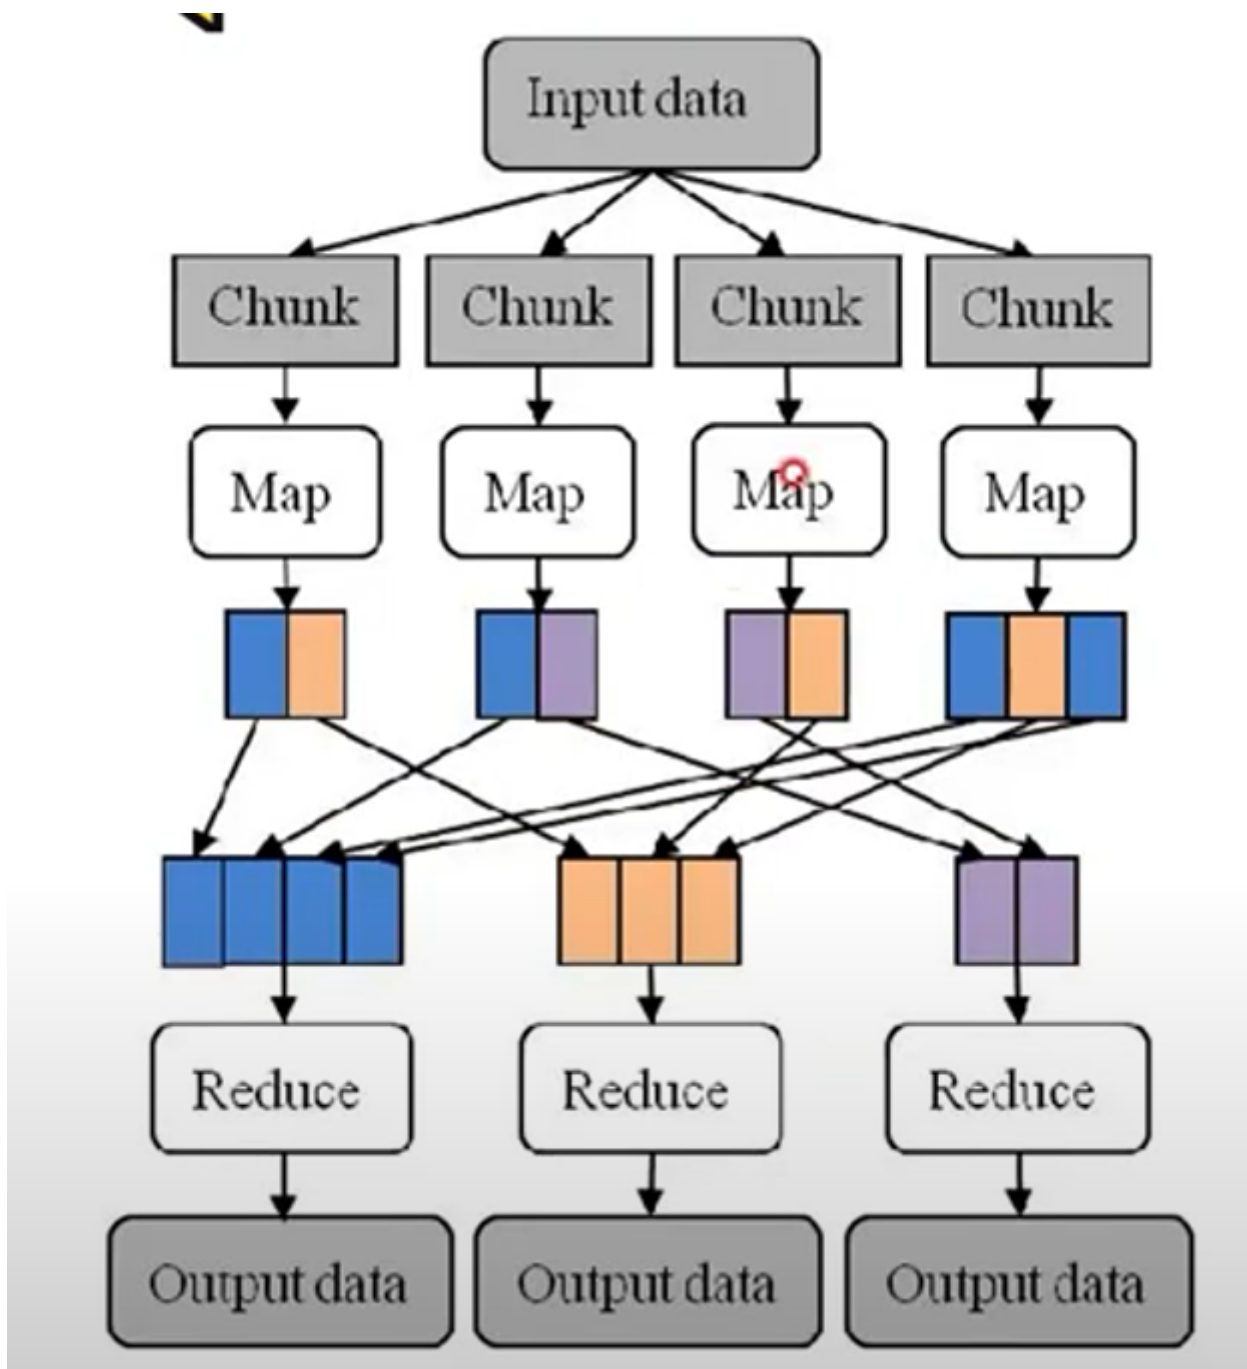 Input data
Chunk Chunk Chunk Chunk
Map Map Map Map
Reduce Reduce Reduce
Output data Output data Output data